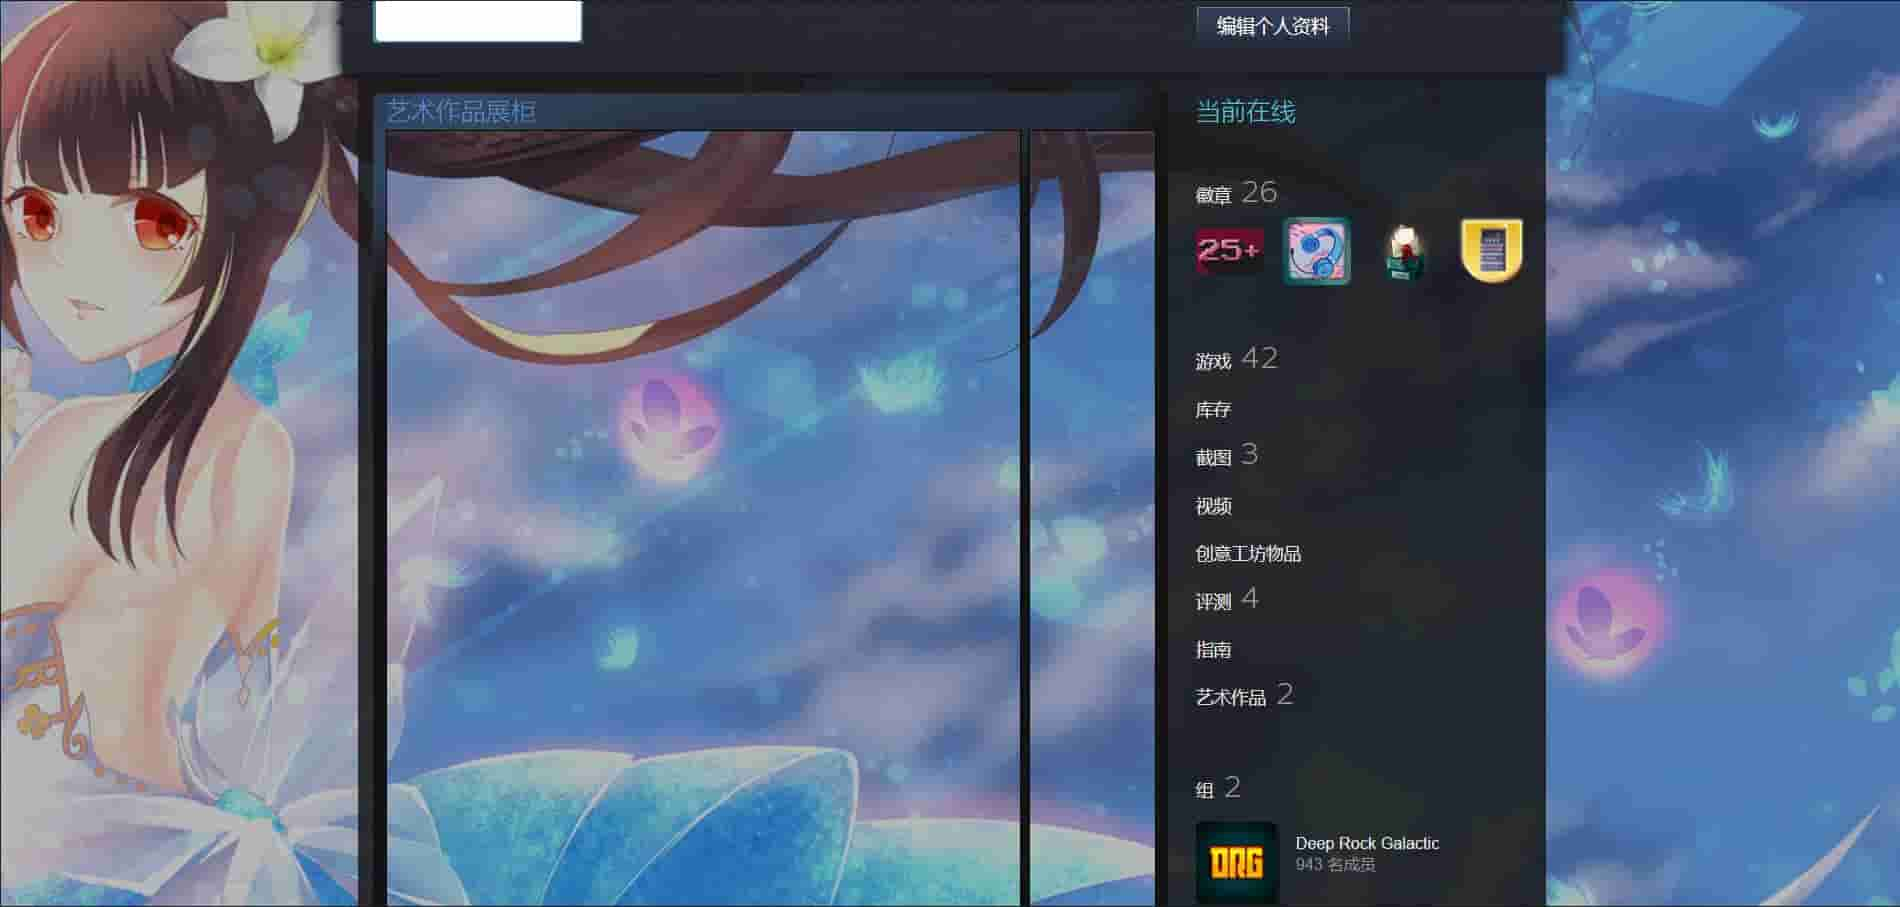 编辑个人资料
艺术作品展柜
当前在线
徽章 26
25+
游戏 42
库存
截图 3
视频
创意工坊物品
评测 4
指南
艺术作品 2
组 2
DRG
Deep Rock Galactic
943 名成员